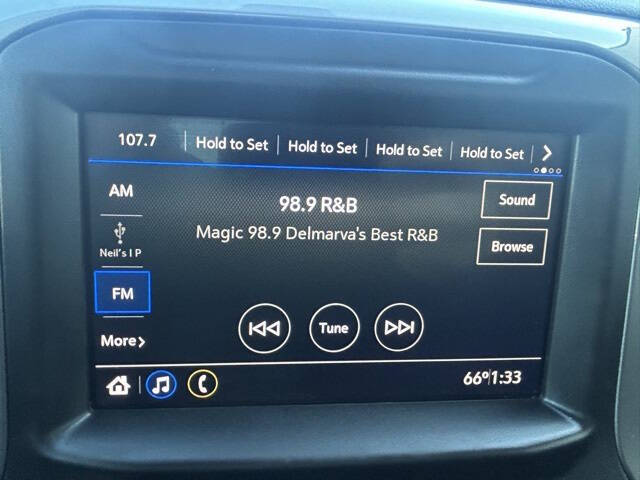 107.7 Hold to Set Hold to Set Hold to Set Hold to Set >
AM
98.9 R&B
Sound
Magic 98.9 Delmarva's Best R&B
Neil's I P
Browse
FM
Tune
More>
66° 1:33